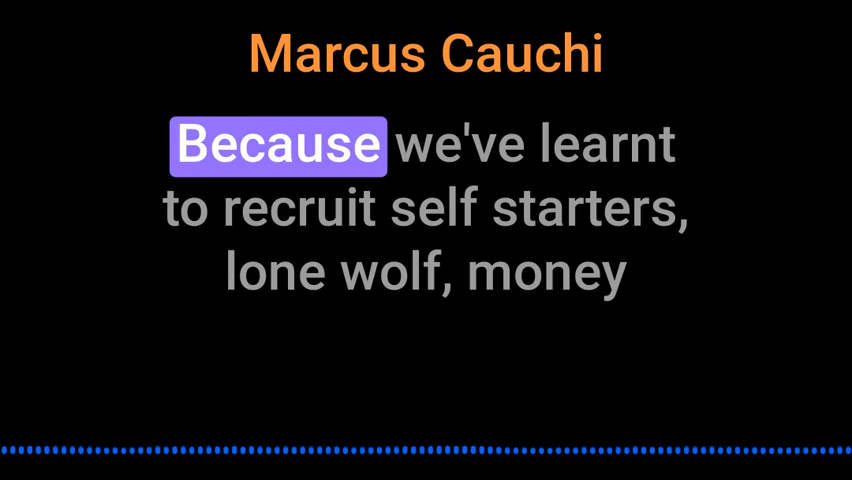 Marcus Cauchi
Because we've learnt
to recruit self starters,
lone wolf, money